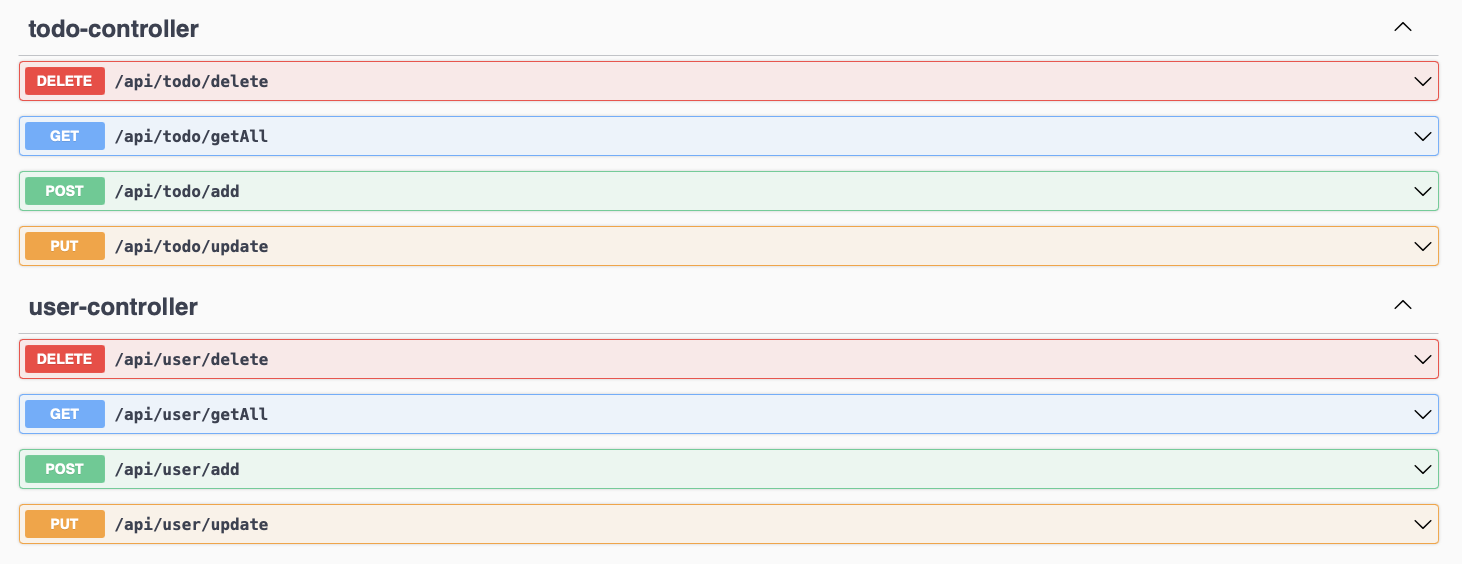 todo-controller
DELETE /api/todo/delete
GET /api/todo/getAll
POST /api/todo/add
PUT /api/todo/update
user-controller
DELETE /api/user/delete
GET /api/user/getAll
POST /api/user/add
PUT /api/user/update